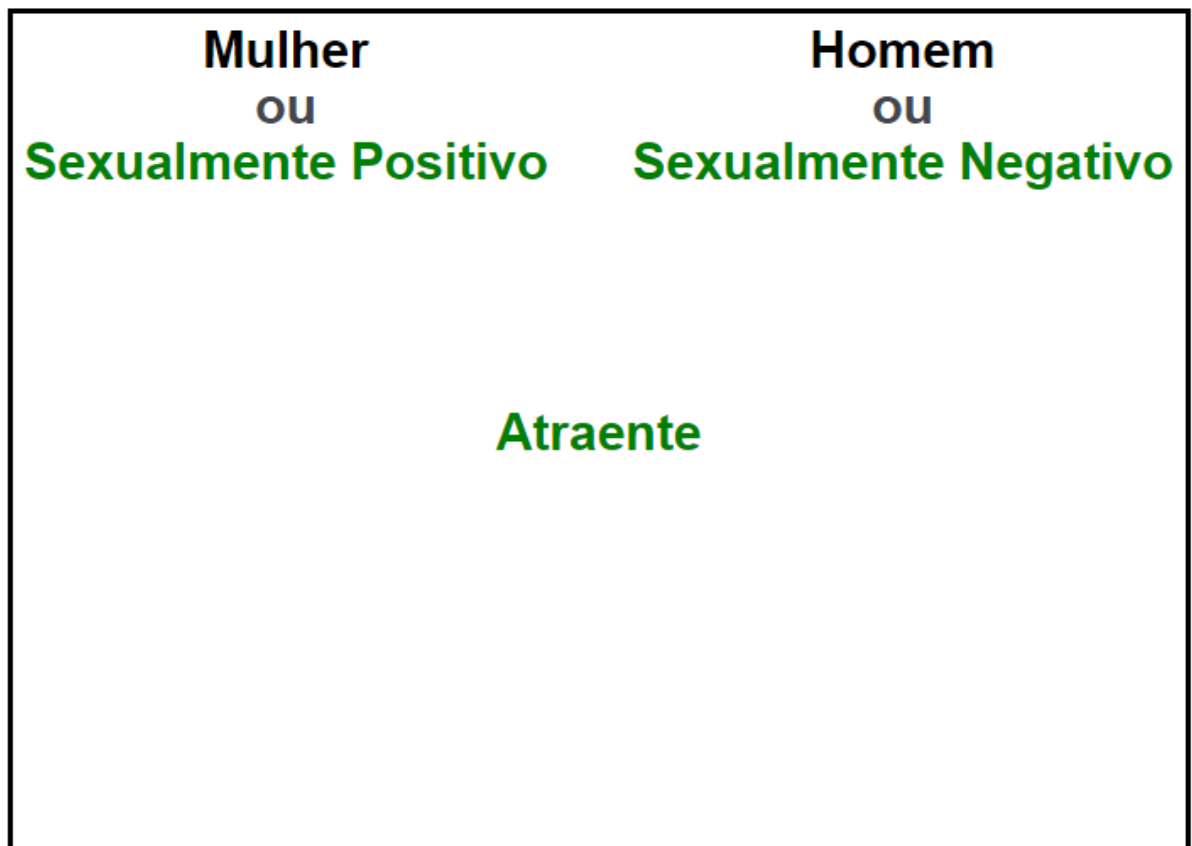 Mulher Homem
ou ou
Sexualmente Positivo Sexualmente Negativo
Atraente